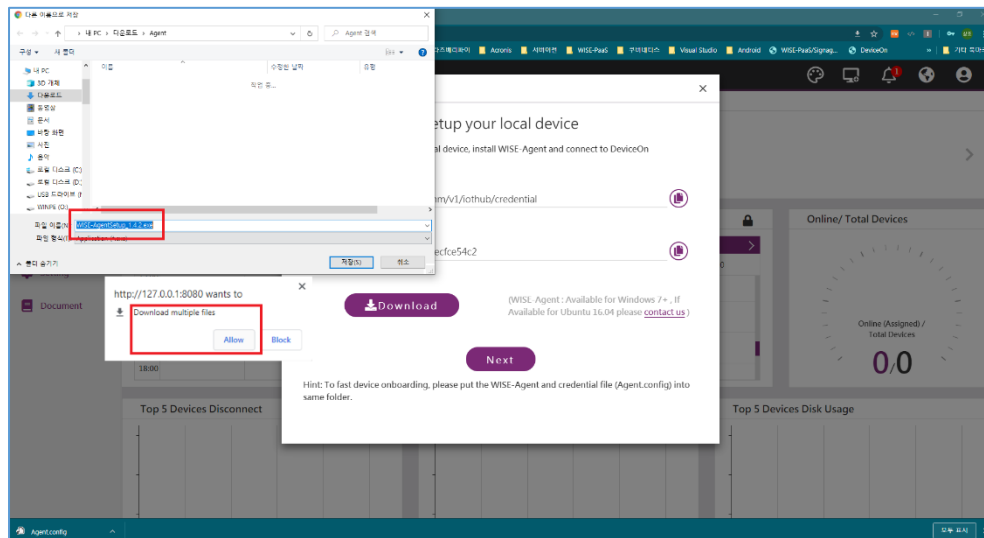 다른 이름으로 저장
내 PC › 다운로드 › Agent
Agent 검색
구성
새 폴더
이름
수정한 날짜
유형
작업 중...
내 PC
3D 개체
다운로드
동영상
문서
바탕 화면
사진
음악
로컬 디스크 (C:)
로컬 디스크 (D:)
USB 드라이브
WINPE (O:)
파일 이름(N):
WISE-AgentSetup_1.4.2.exe
파일 형식(T):
Application (*.exe)
폴더 숨기기
저장(S)
취소
Acronis
WISE-PaaS
Visual Studio
Android
WISE-PaaS/Signag...
DeviceOn
etup your local device
al device, install WISE-Agent and connect to DeviceOn
m/v1/iothub/credential
ecfce54c2
Download
(WISE-Agent : Available for Windows 7+ , If
Available for Ubuntu 16.04 please contact us )
Next
Hint: To fast device onboarding, please put the WISE-Agent and credential file (Agent.config) into
same folder.
http://127.0.0.1:8080 wants to
Download multiple files
Allow
Block
Document
18:00
Online/ Total Devices
Online (Assigned) /
Total Devices
0/0
Top 5 Devices Disconnect
Top 5 Devices Disk Usage
Agent.config
모두 표시